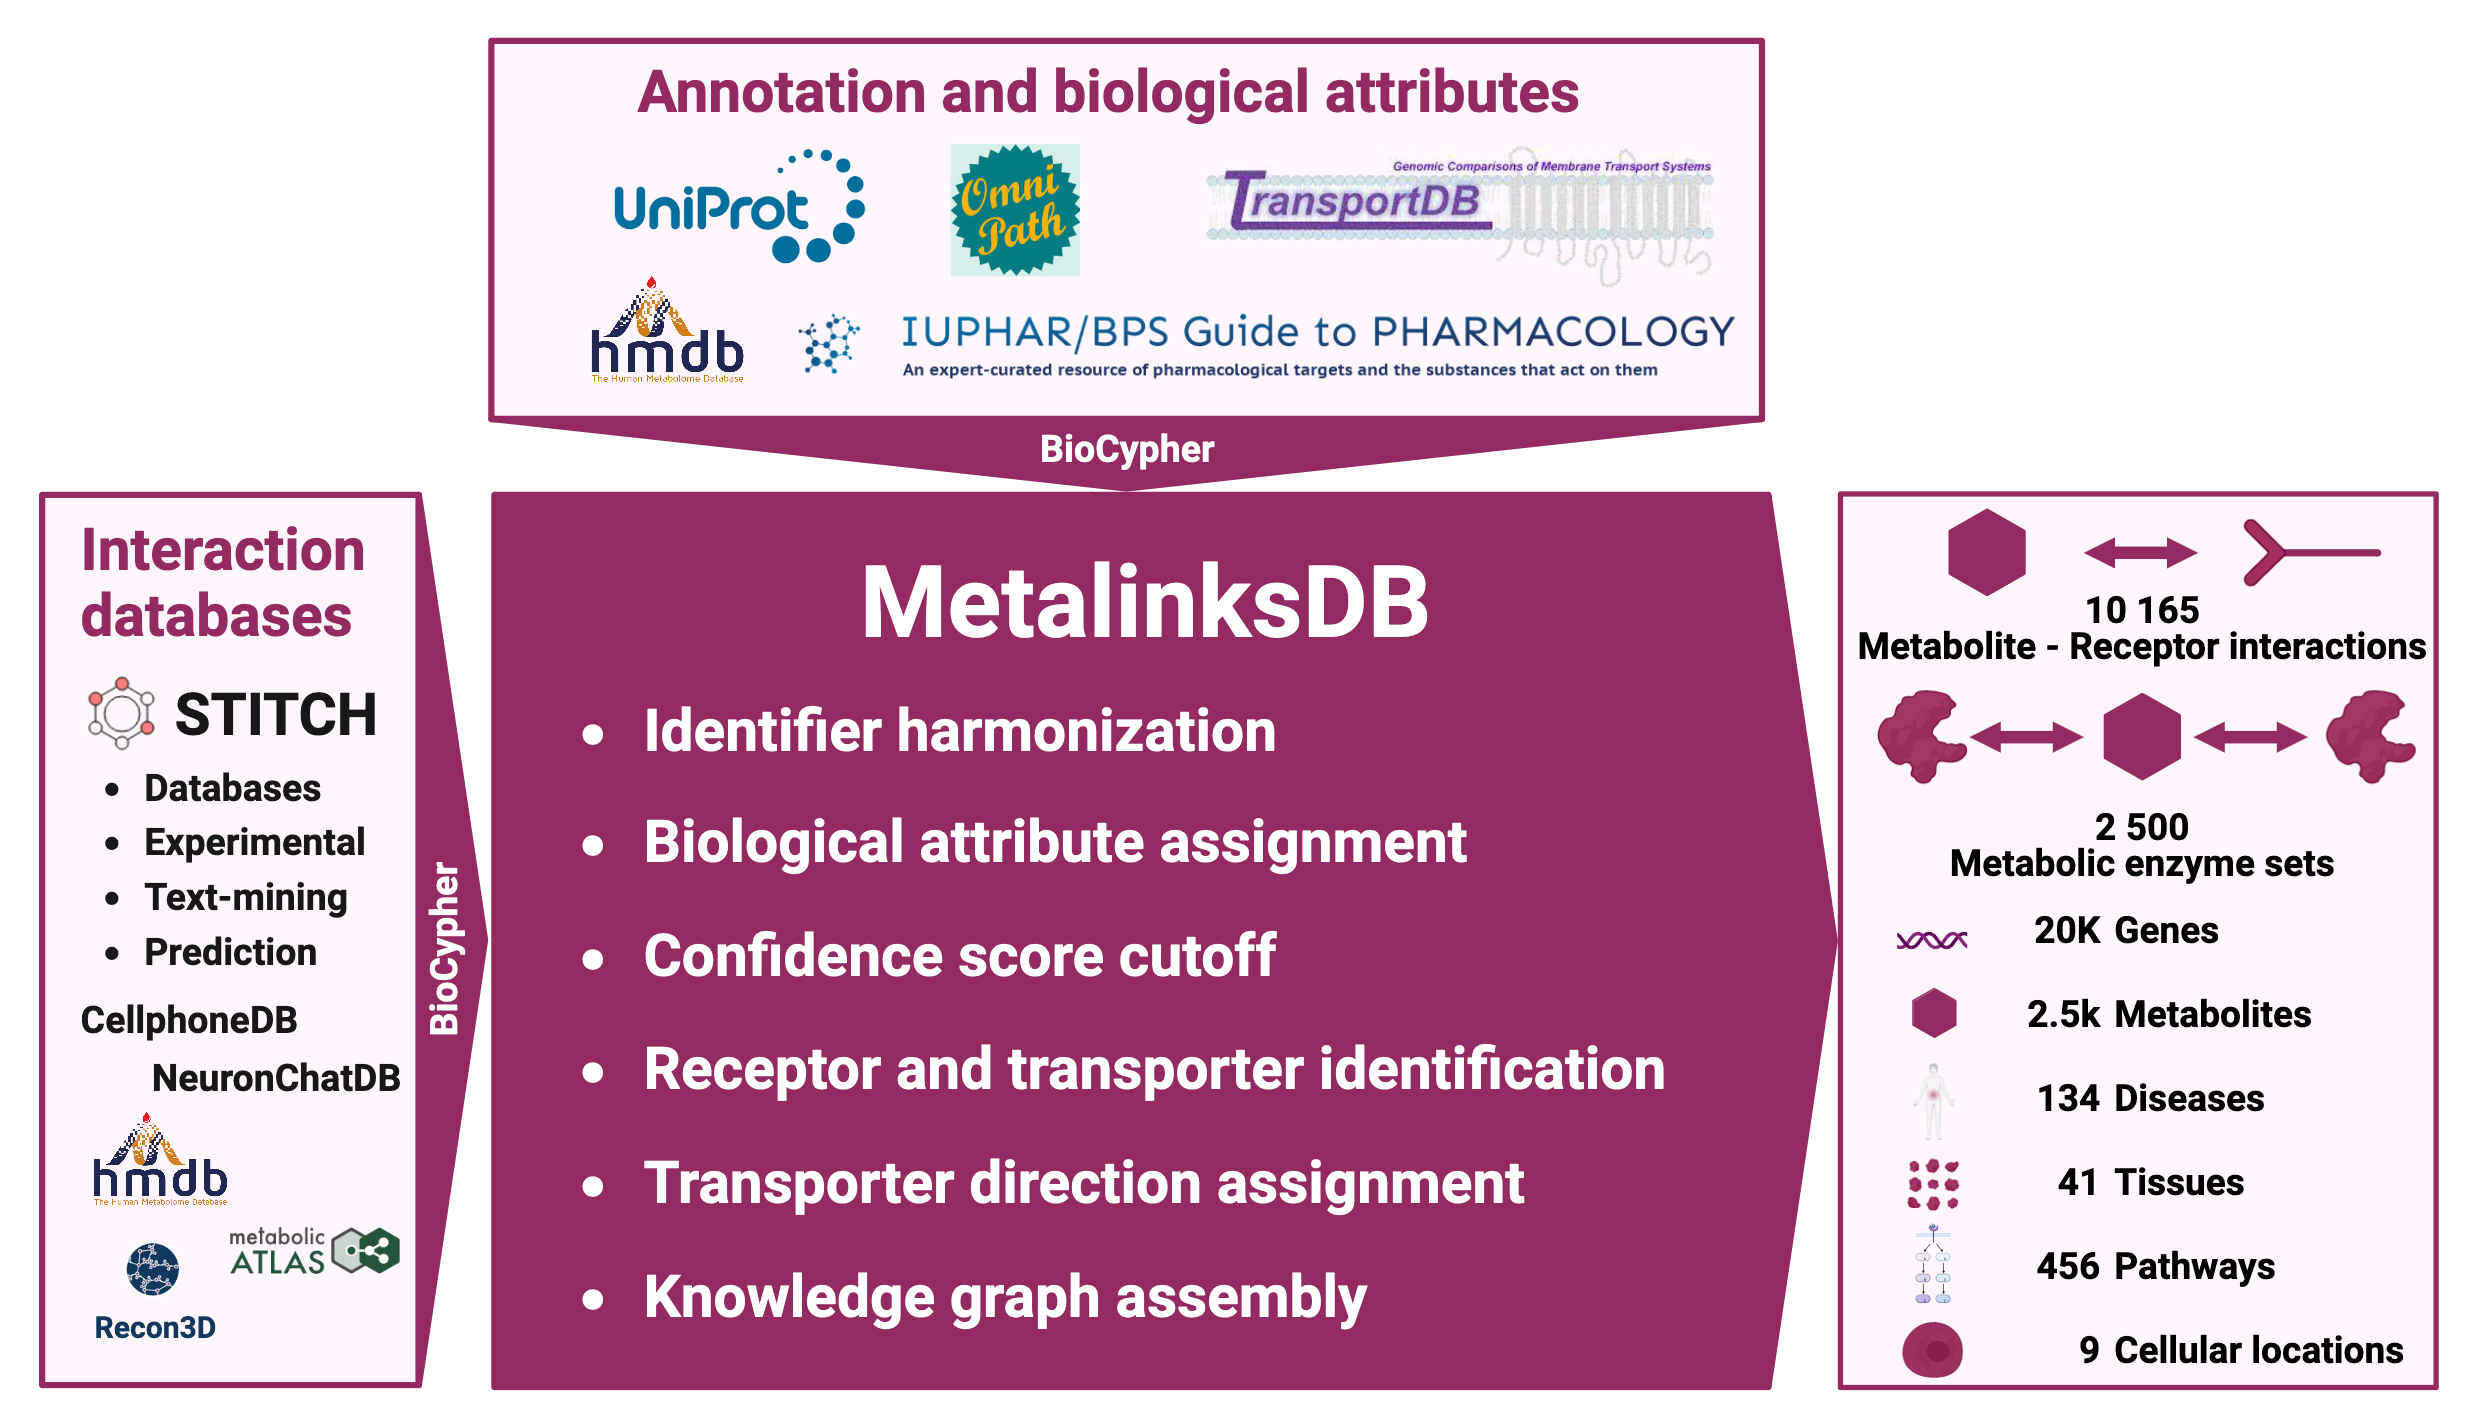 Annotation and biological attributes
UniProt
Omni
Path
Genomic Comparisons of Membrane Transport Systems
TransportDB
hmdb
The Human Metabolome Database
IUPHAR/BPS Guide to PHARMACOLOGY
An expert-curated resource of pharmacological targets and the substances that act on them
BioCypher
Interaction
databases
STITCH
• Databases
• Experimental
• Text-mining
• Prediction
CellphoneDB
NeuronChatDB
hmdb
The Human Metabolome Database
metabolic
ATLAS
Recon3D
BioCypher
MetalinksDB
• Identifier harmonization
• Biological attribute assignment
• Confidence score cutoff
• Receptor and transporter identification
• Transporter direction assignment
• Knowledge graph assembly
10 165
Metabolite - Receptor interactions
2 500
Metabolic enzyme sets
20K Genes
2.5k Metabolites
134 Diseases
41 Tissues
456 Pathways
9 Cellular locations